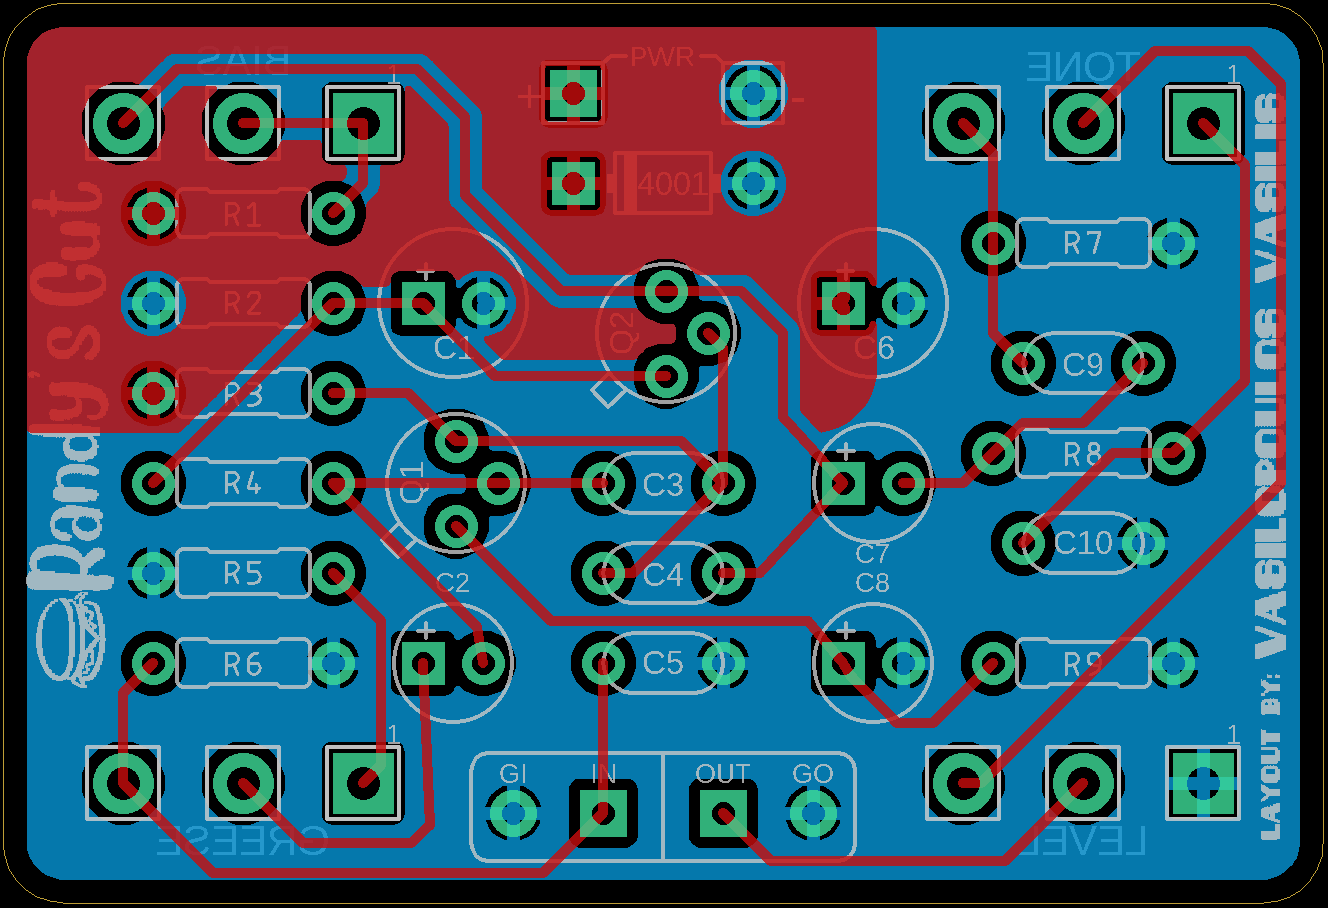 BIAS
PWR
TONE
1
1
+
-
4001
R1
R2
R3
R4
R5
R6
R7
R8
R9
+
C1
Q2
+
C6
C9
Q1
C3
+
C7
C8
C10
C4
C2
+
C5
+
1
1
GI
IN
OUT
GO
GREESE
LEVEL
Randy's Gut
LAYOUT BY: VASILOPOULOS VASILIS